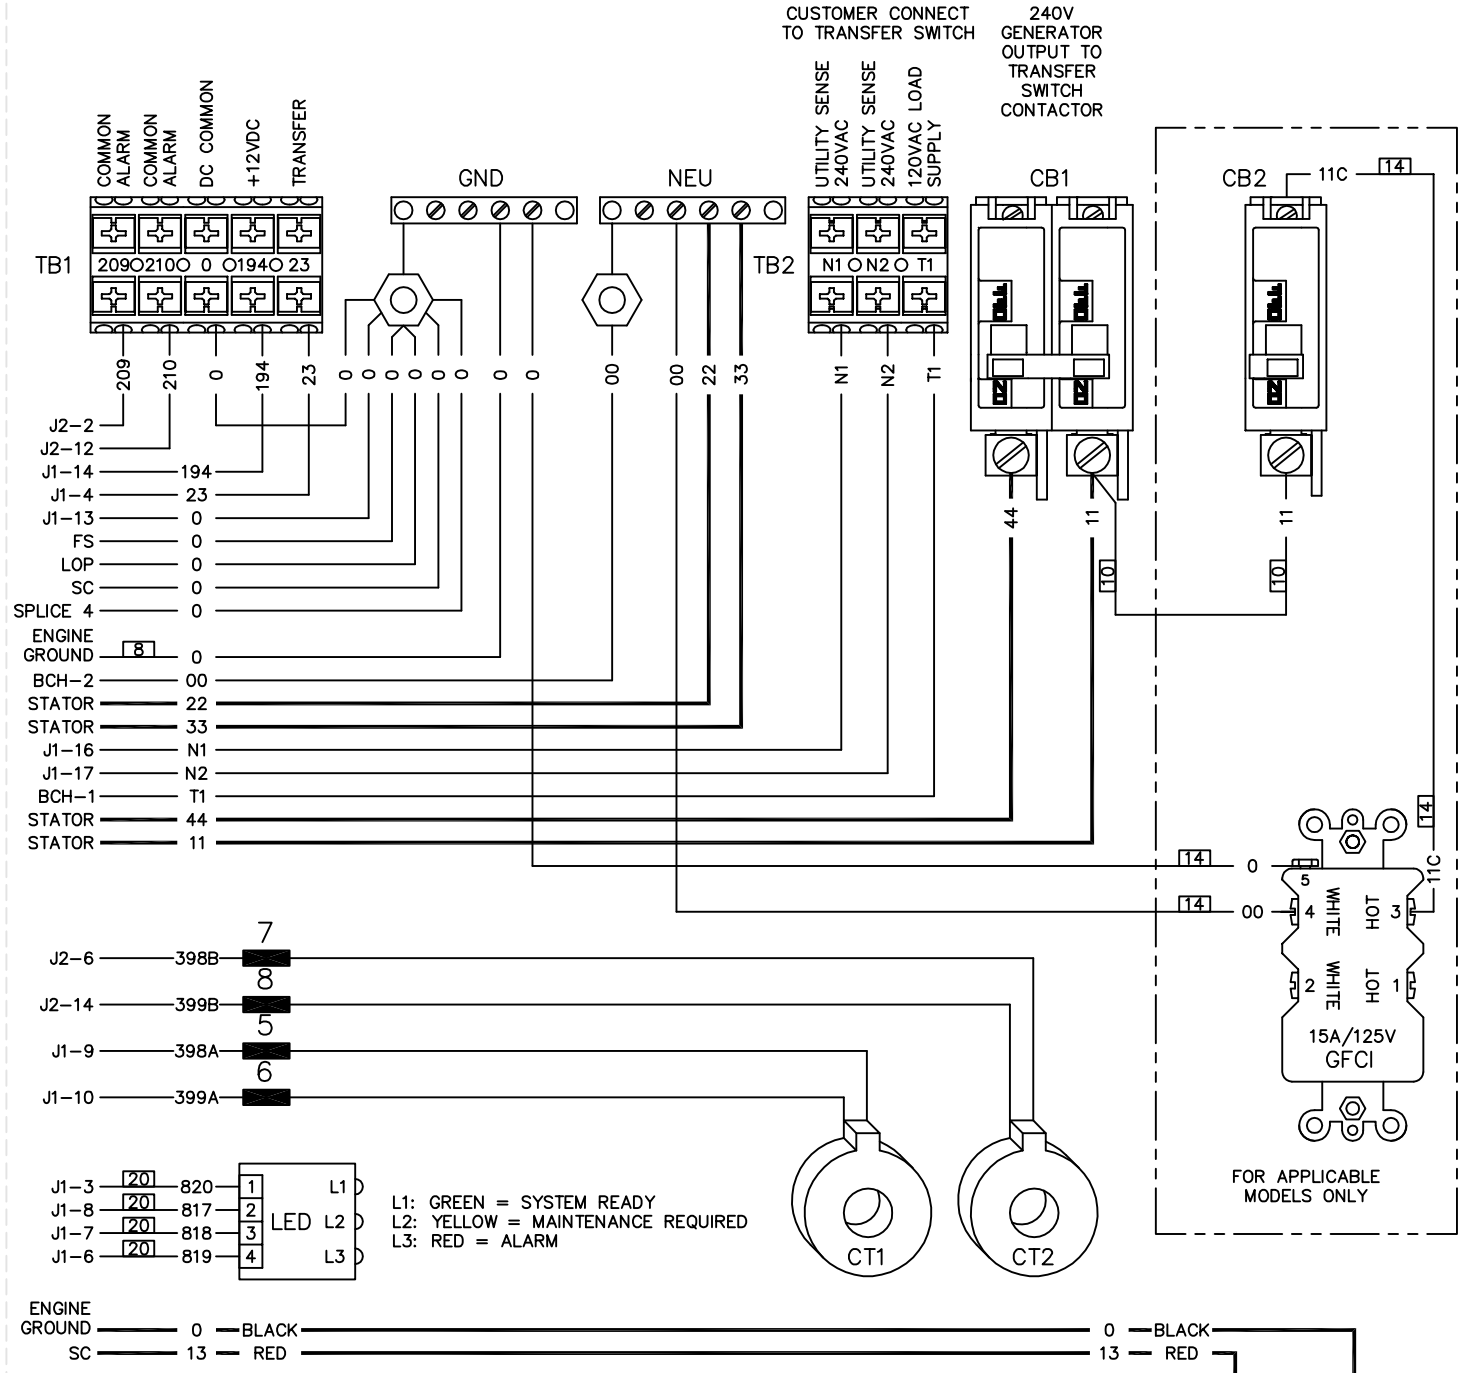 CUSTOMER CONNECT
TO TRANSFER SWITCH
240V
GENERATOR
OUTPUT TO
TRANSFER
SWITCH
CONTACTOR
COMMON
ALARM
COMMON
ALARM
DC COMMON
+12VDC
TRANSFER
GND
NEU
UTILITY SENSE
240VAC
UTILITY SENSE
240VAC
120VAC LOAD
SUPPLY
CB1
CB2
11C
14
TB1
209 210 0 194 23
TB2
N1 N2 T1
209
210
0
194
23
0
0
0
0
0
0
0
0
00
00
22
33
N1
N2
T1
J2-2
J2-12
J1-14 194
J1-4 23
J1-13 0
FS 0
LOP 0
SC 0
SPLICE 4 0
44
11
11
10
10
ENGINE
GROUND 8 0
BCH-2 00
STATOR 22
STATOR 33
J1-16 N1
J1-17 N2
BCH-1 T1
STATOR 44
STATOR 11
14
11C
14 0
14 00
5
4 WHITE HOT 3
2 WHITE HOT 1
15A/125V
GFCI
7
J2-6 398B
8
J2-14 399B
5
J1-9 398A
6
J1-10 399A
CT1
CT2
FOR APPLICABLE
MODELS ONLY
J1-3 20 820 1
J1-8 20 817 2
J1-7 20 818 3
J1-6 20 819 4
LED
L1
L2
L3
L1: GREEN = SYSTEM READY
L2: YELLOW = MAINTENANCE REQUIRED
L3: RED = ALARM
ENGINE
GROUND 0 BLACK 0 BLACK
SC 13 RED 13 RED